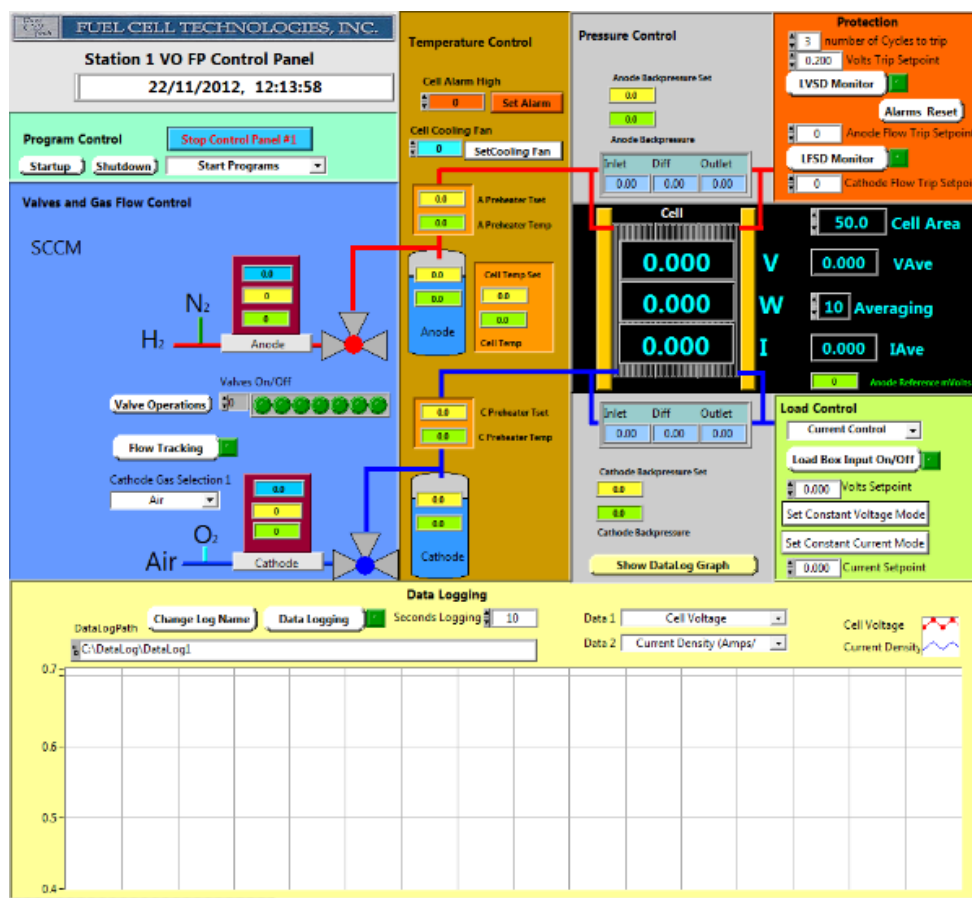 FUEL CELL TECHNOLOGIES, INC.
Station 1 VO FP Control Panel
22/11/2012, 12:13:58
Program Control
Stop Control Panel #1
Startup
Shutdown
Start Programs
Valves and Gas Flow Control
SCCM
N2
H2
0.0
0
0
Anode
Valves On/Off
Valve Operations
0
Flow Tracking
Cathode Gas Selection 1
Air
0.0
0
0
O2
Air
Cathode
Temperature Control
Cell Alarm High
0
Set Alarm
Cell Cooling Fan
0
SetCooling Fan
0.0 A Preheater Tset
0.0 A Preheater Temp
0.0
0.0
Anode
Cell Temp Set
0.0
0.0
Cell Temp
0.0 C Preheater Tset
0.0 C Preheater Temp
0.0
0.0
Cathode
Pressure Control
Anode Backpressure Set
0.0
0.0
Anode Backpressure
Inlet Diff Outlet
0.00 0.00 0.00
Cell
0.000 V
0.000 W
0.000 I
Inlet Diff Outlet
0.00 0.00 0.00
Cathode Backpressure Set
0.0
0.0
Cathode Backpressure
Show DataLog Graph
Protection
3 number of Cycles to trip
0.200 Volts Trip Setpoint
LVSD Monitor
Alarms Reset
0 Anode Flow Trip Setpoint
LFSD Monitor
0 Cathode Flow Trip Setpo
50.0 Cell Area
0.000 VAve
10 Averaging
0.000 IAve
0 Anode Reference mVolts
Load Control
Current Control
Load Box Input On/Off
0.000 Volts Setpoint
Set Constant Voltage Mode
Set Constant Current Mode
0.000 Current Setpoint
Data Logging
DataLogPath
Change Log Name
Data Logging
Seconds Logging 10
C:\DataLog\DataLog1
Data 1 Cell Voltage
Data 2 Current Density (Amps/
Cell Voltage
Current Density
0.7
0.6
0.5
0.4